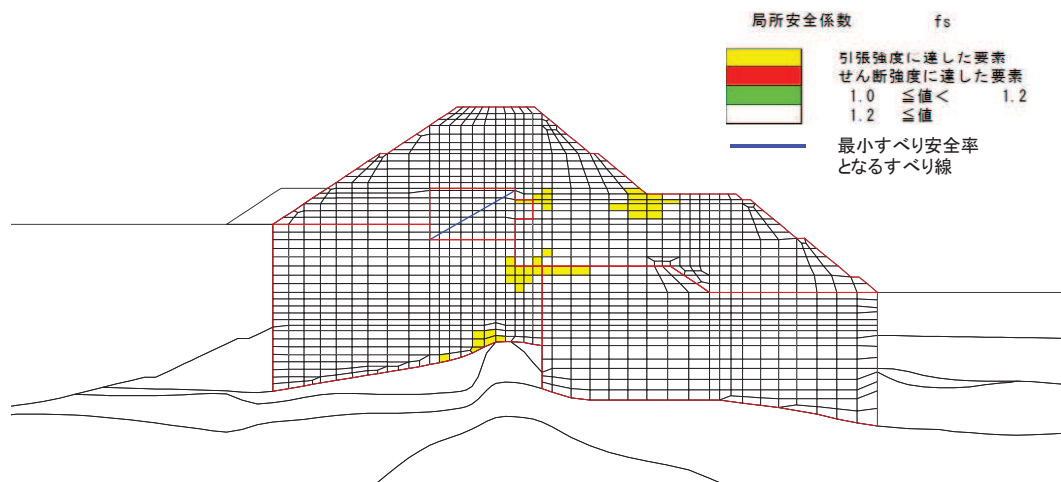 局所安全係数 fs
引張強度に達した要素
せん断強度に達した要素
1.0 ≦値< 1.2
1.2 ≦値
最小すべり安全率
となるすべり線